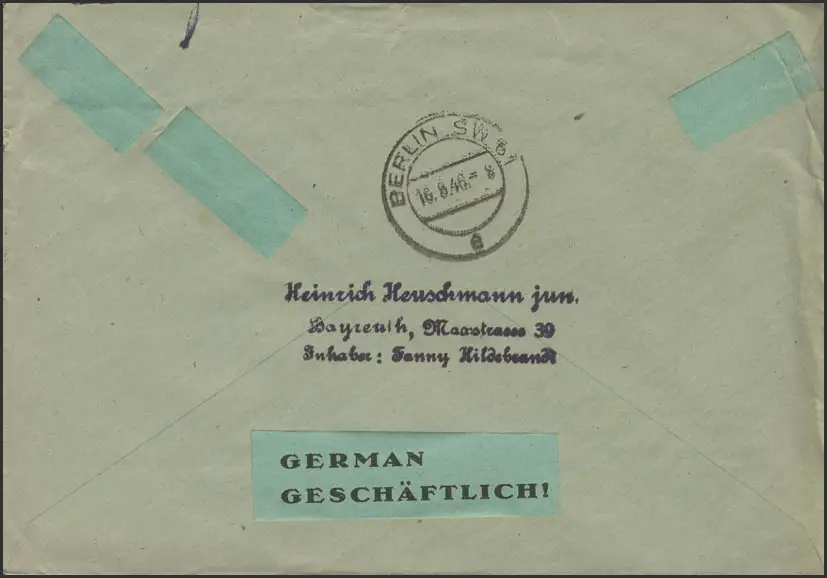 BERLIN SW 61
16.8.46.= 8
a
Heinrich Heuschmann jun.
Bayreuth, Maxstrasse 39
Inhaber: Fanny Hildebrandt
GERMAN
GESCHÄFTLICH!